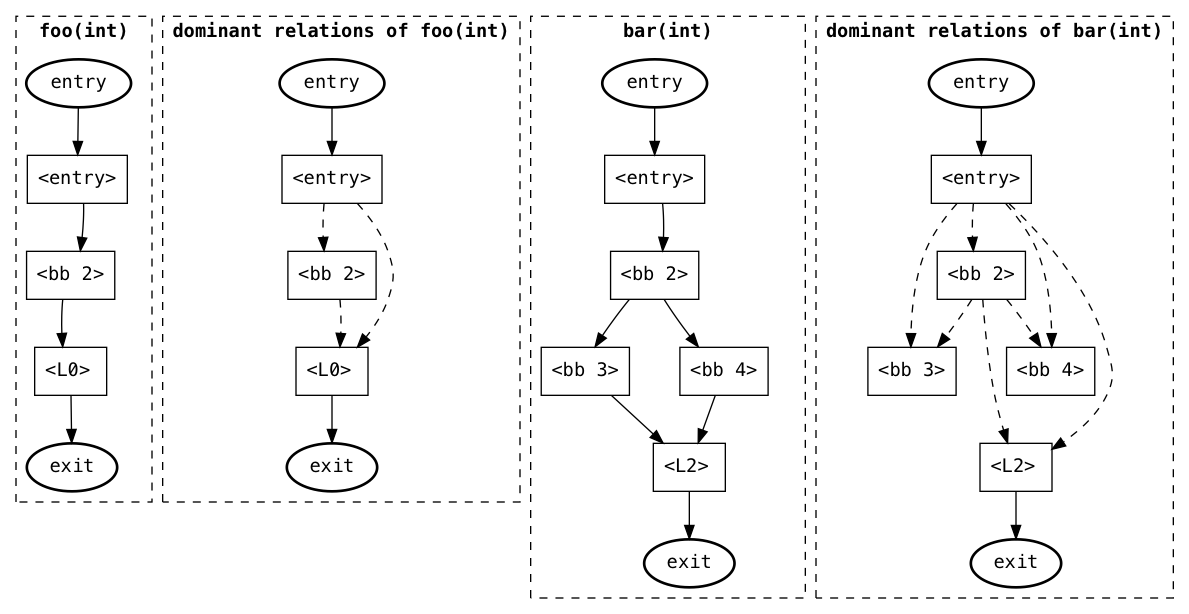 foo(int)
entry
<entry>
<bb 2>
<L0>
exit
dominant relations of foo(int)
entry
<entry>
<bb 2>
<L0>
exit
bar(int)
entry
<entry>
<bb 2>
<bb 3>
<bb 4>
<L2>
exit
dominant relations of bar(int)
entry
<entry>
<bb 2>
<bb 3>
<bb 4>
<L2>
exit